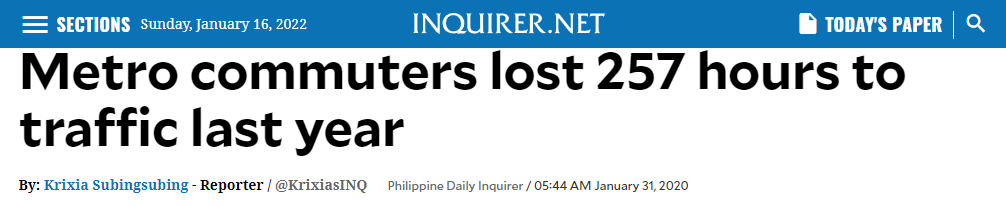 SECTIONS Sunday, January 16, 2022 INQUIRER.NET TODAY'S PAPER
Metro commuters lost 257 hours to
traffic last year
By: Krixia Subingsubing - Reporter / @KrixiasINQ Philippine Daily Inquirer / 05:44 AM January 31, 2020